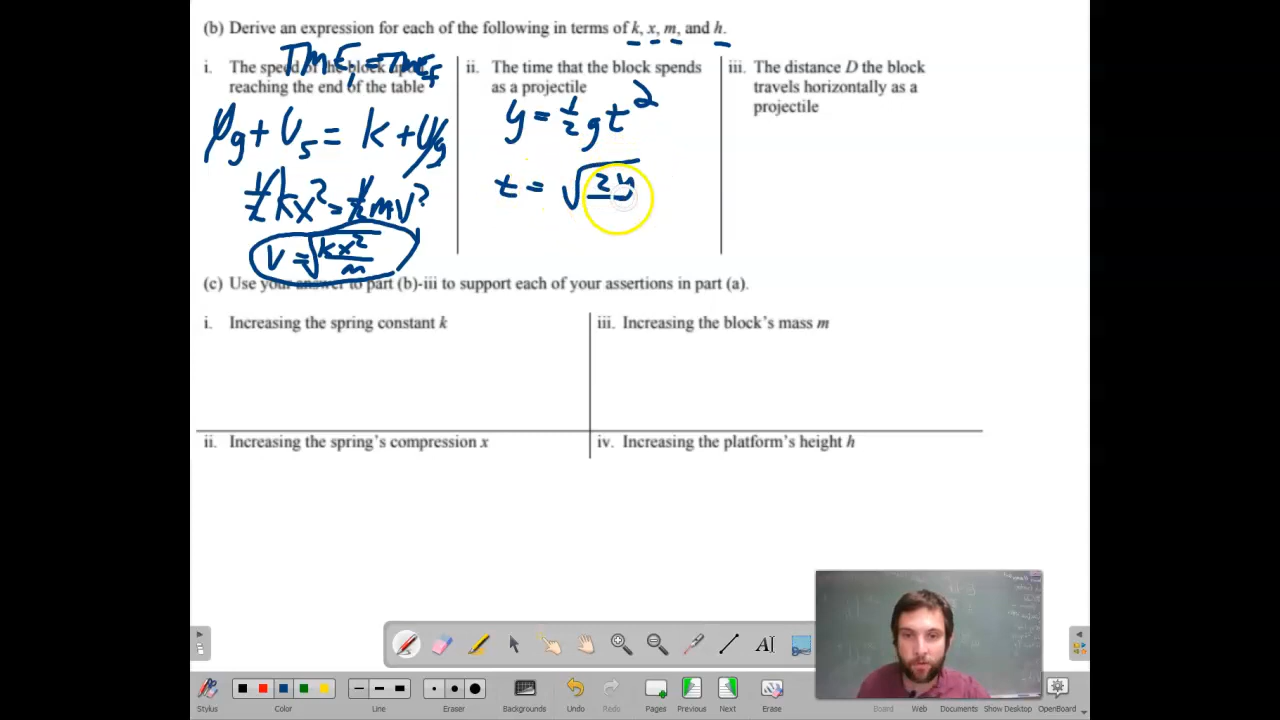 (b) Derive an expression for each of the following in terms of k, x, m, and h.
TME_i = TME_f
i. The speed of the block upon
reaching the end of the table
U_g + U_s = K + U_g
½kx² = ½mv²
v = √(kx²/m)
ii. The time that the block spends
as a projectile
y = ½gt²
t = √2y
iii. The distance D the block
travels horizontally as a
projectile
(c) Use your answer to part (b)-iii to support each of your assertions in part (a).
i. Increasing the spring constant k
iii. Increasing the block's mass m
ii. Increasing the spring's compression x
iv. Increasing the platform's height h
Stylus
Color
Line
Eraser
Backgrounds
Undo
Redo
Pages
Previous
Next
Erase
Board
Web
Documents
Show Desktop
OpenBoard